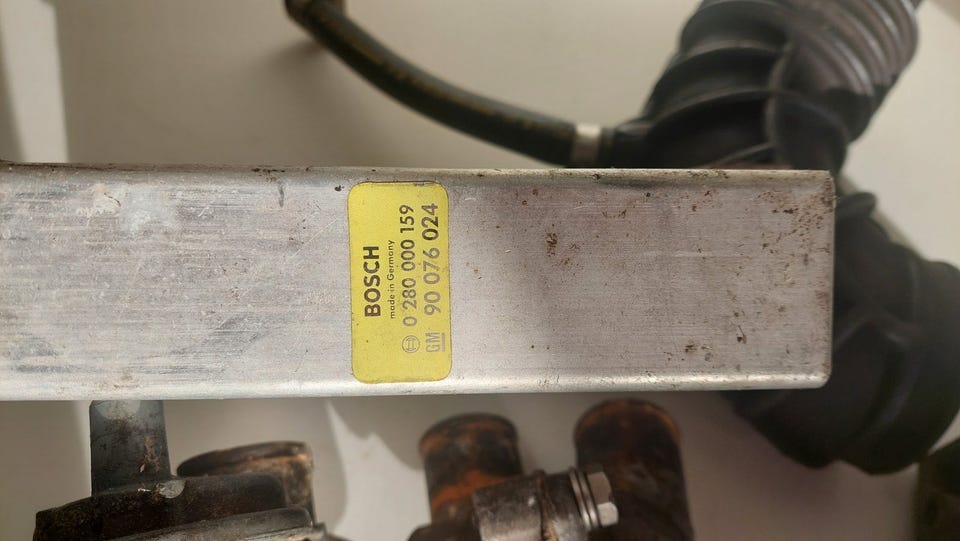 BOSCH
made in Germany
0 280 000 159
GM 90 076 024